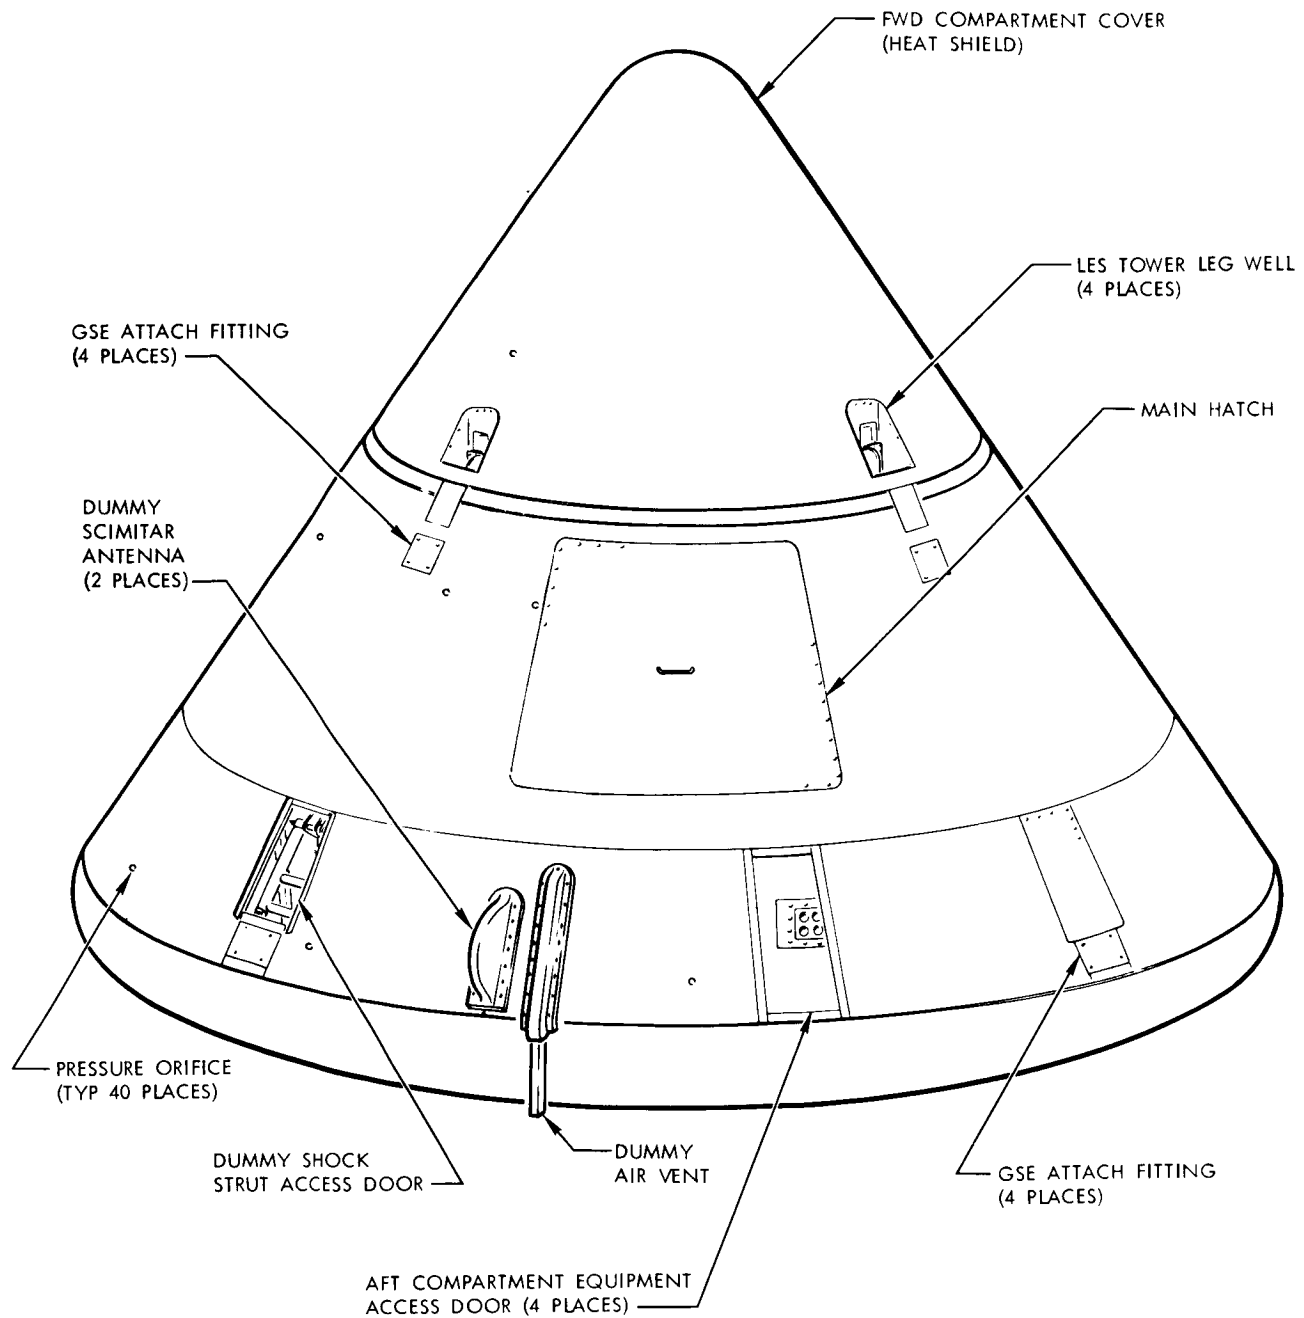 FWD COMPARTMENT COVER
(HEAT SHIELD)
LES TOWER LEG WELL
(4 PLACES)
GSE ATTACH FITTING
(4 PLACES)
MAIN HATCH
DUMMY
SCIMITAR
ANTENNA
(2 PLACES)
PRESSURE ORIFICE
(TYP 40 PLACES)
DUMMY SHOCK
STRUT ACCESS DOOR
DUMMY
AIR VENT
GSE ATTACH FITTING
(4 PLACES)
AFT COMPARTMENT EQUIPMENT
ACCESS DOOR (4 PLACES)